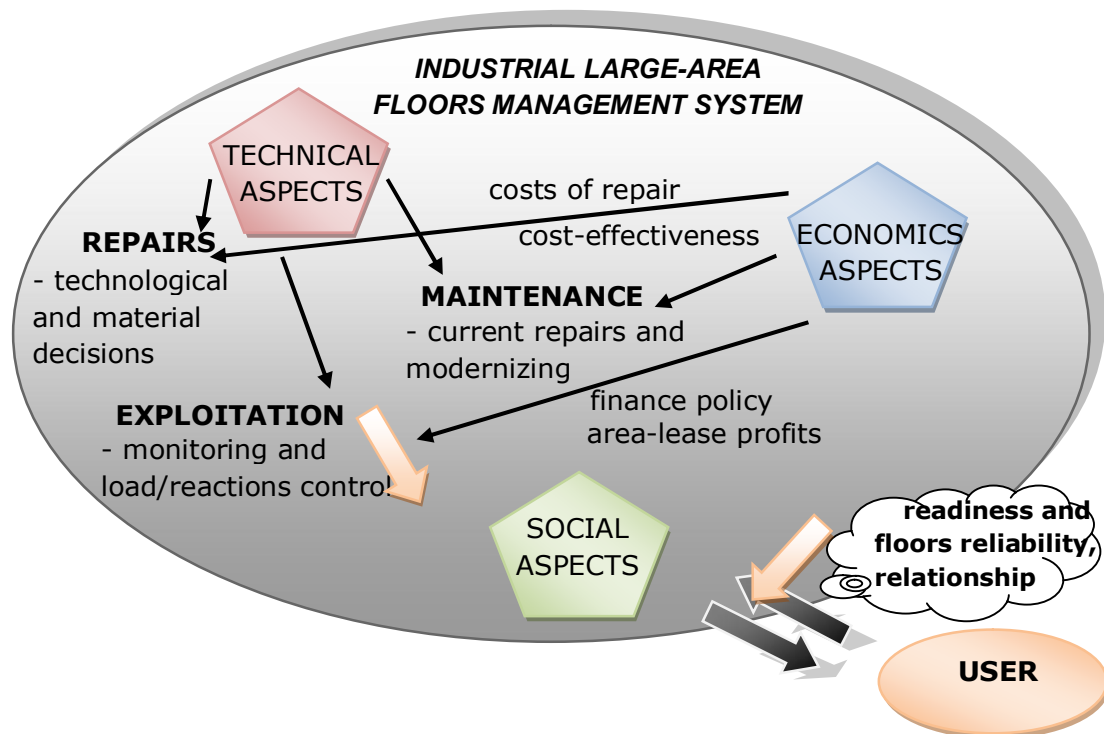 INDUSTRIAL LARGE-AREA
FLOORS MANAGEMENT SYSTEM
TECHNICAL
ASPECTS
costs of repair
cost-effectiveness
ECONOMICS
ASPECTS
REPAIRS
- technological
and material
decisions
MAINTENANCE
- current repairs and
modernizing
EXPLOITATION
- monitoring and
load/reactions control
finance policy
area-lease profits
SOCIAL
ASPECTS
readiness and
floors reliability,
relationship
USER